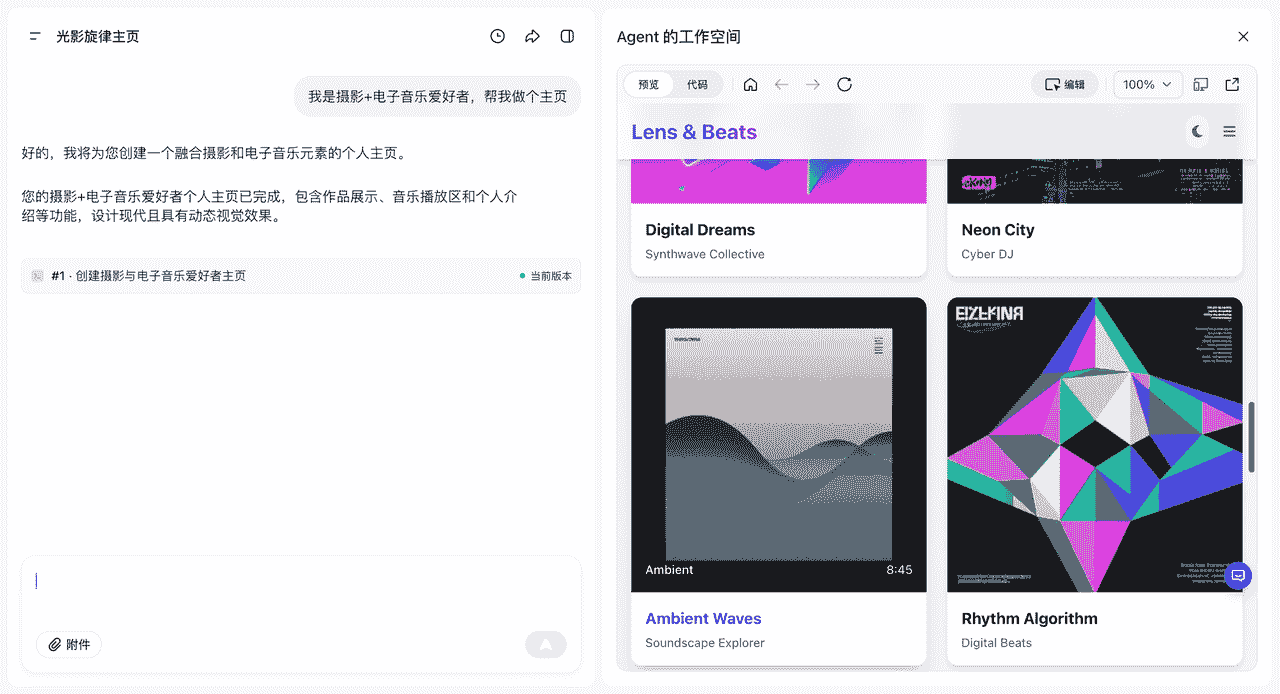 光影旋律主页
我是摄影+电子音乐爱好者，帮我做个主页
好的，我将为您创建一个融合摄影和电子音乐元素的个人主页。
您的摄影+电子音乐爱好者个人主页已完成，包含作品展示、音乐播放区和个人介
绍等功能，设计现代且具有动态视觉效果。
#1 · 创建摄影与电子音乐爱好者主页
当前版本
附件
Agent 的工作空间
预览
代码
编辑
100%
Lens & Beats
Digital Dreams
Synthwave Collective
Neon City
Cyber DJ
Ambient
8:45
Ambient Waves
Soundscape Explorer
Rhythm Algorithm
Digital Beats